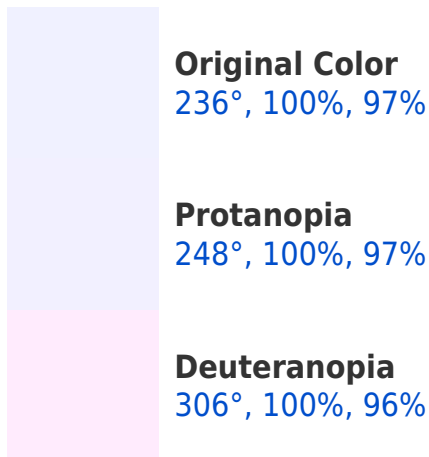 Original Color
236°, 100%, 97%
Protanopia
248°, 100%, 97%
Deuteranopia
306°, 100%, 96%